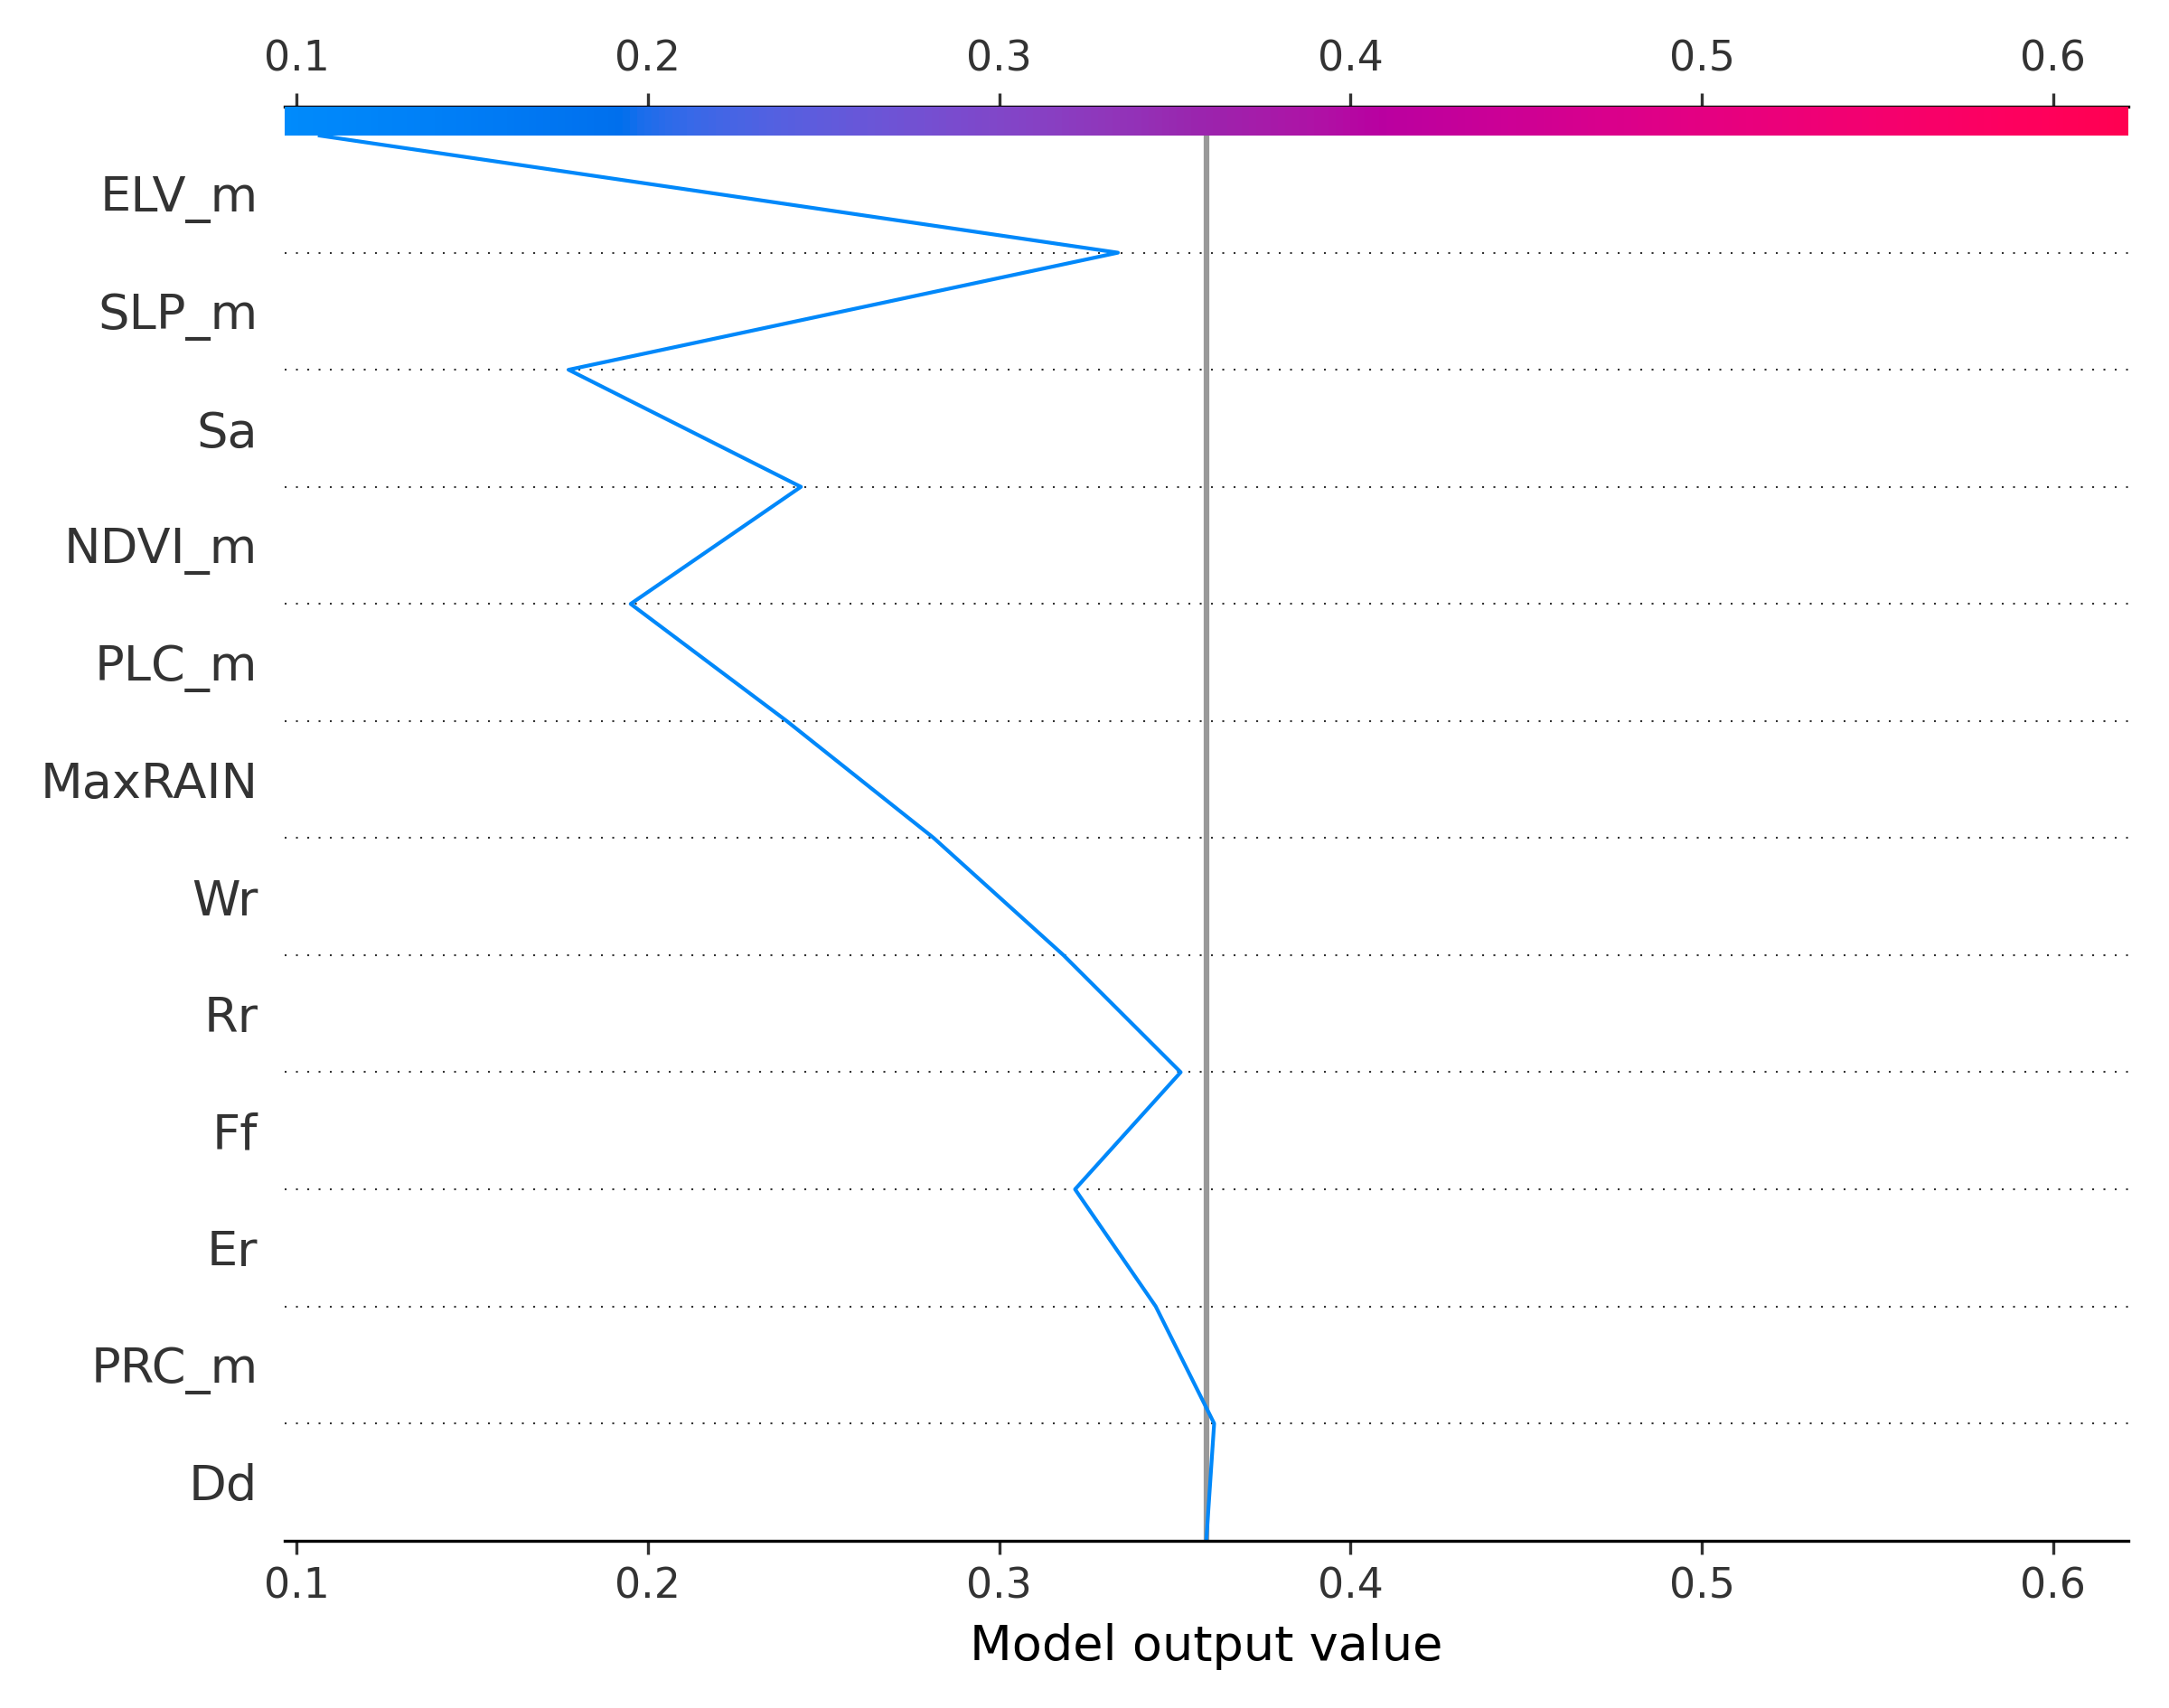 0.1 0.2 0.3 0.4 0.5 0.6
ELV_m
SLP_m
Sa
NDVI_m
PLC_m
MaxRAIN
Wr
Rr
Ff
Er
PRC_m
Dd
0.1 0.2 0.3 0.4 0.5 0.6
Model output value